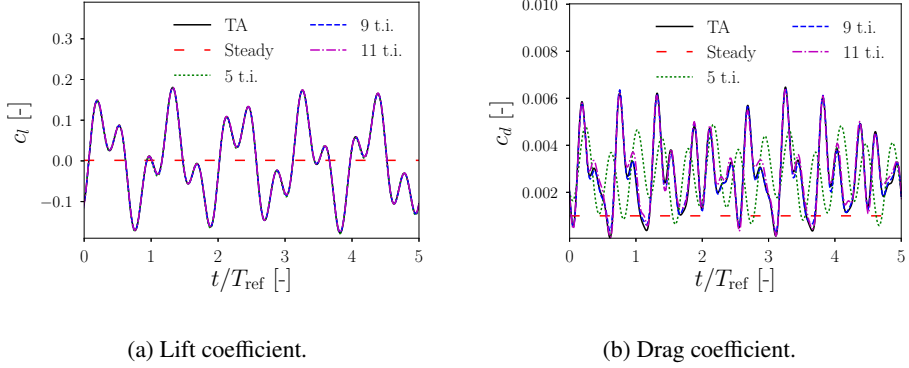 TA
Steady
5 t.i.
9 t.i.
11 t.i.
0.3
0.2
0.1
0.0
−0.1
c_l [-]
0 1 2 3 4 5
t/T_ref [-]
(a) Lift coefficient.
TA
Steady
5 t.i.
9 t.i.
11 t.i.
0.010
0.008
0.006
0.004
0.002
c_d [-]
0 1 2 3 4 5
t/T_ref [-]
(b) Drag coefficient.